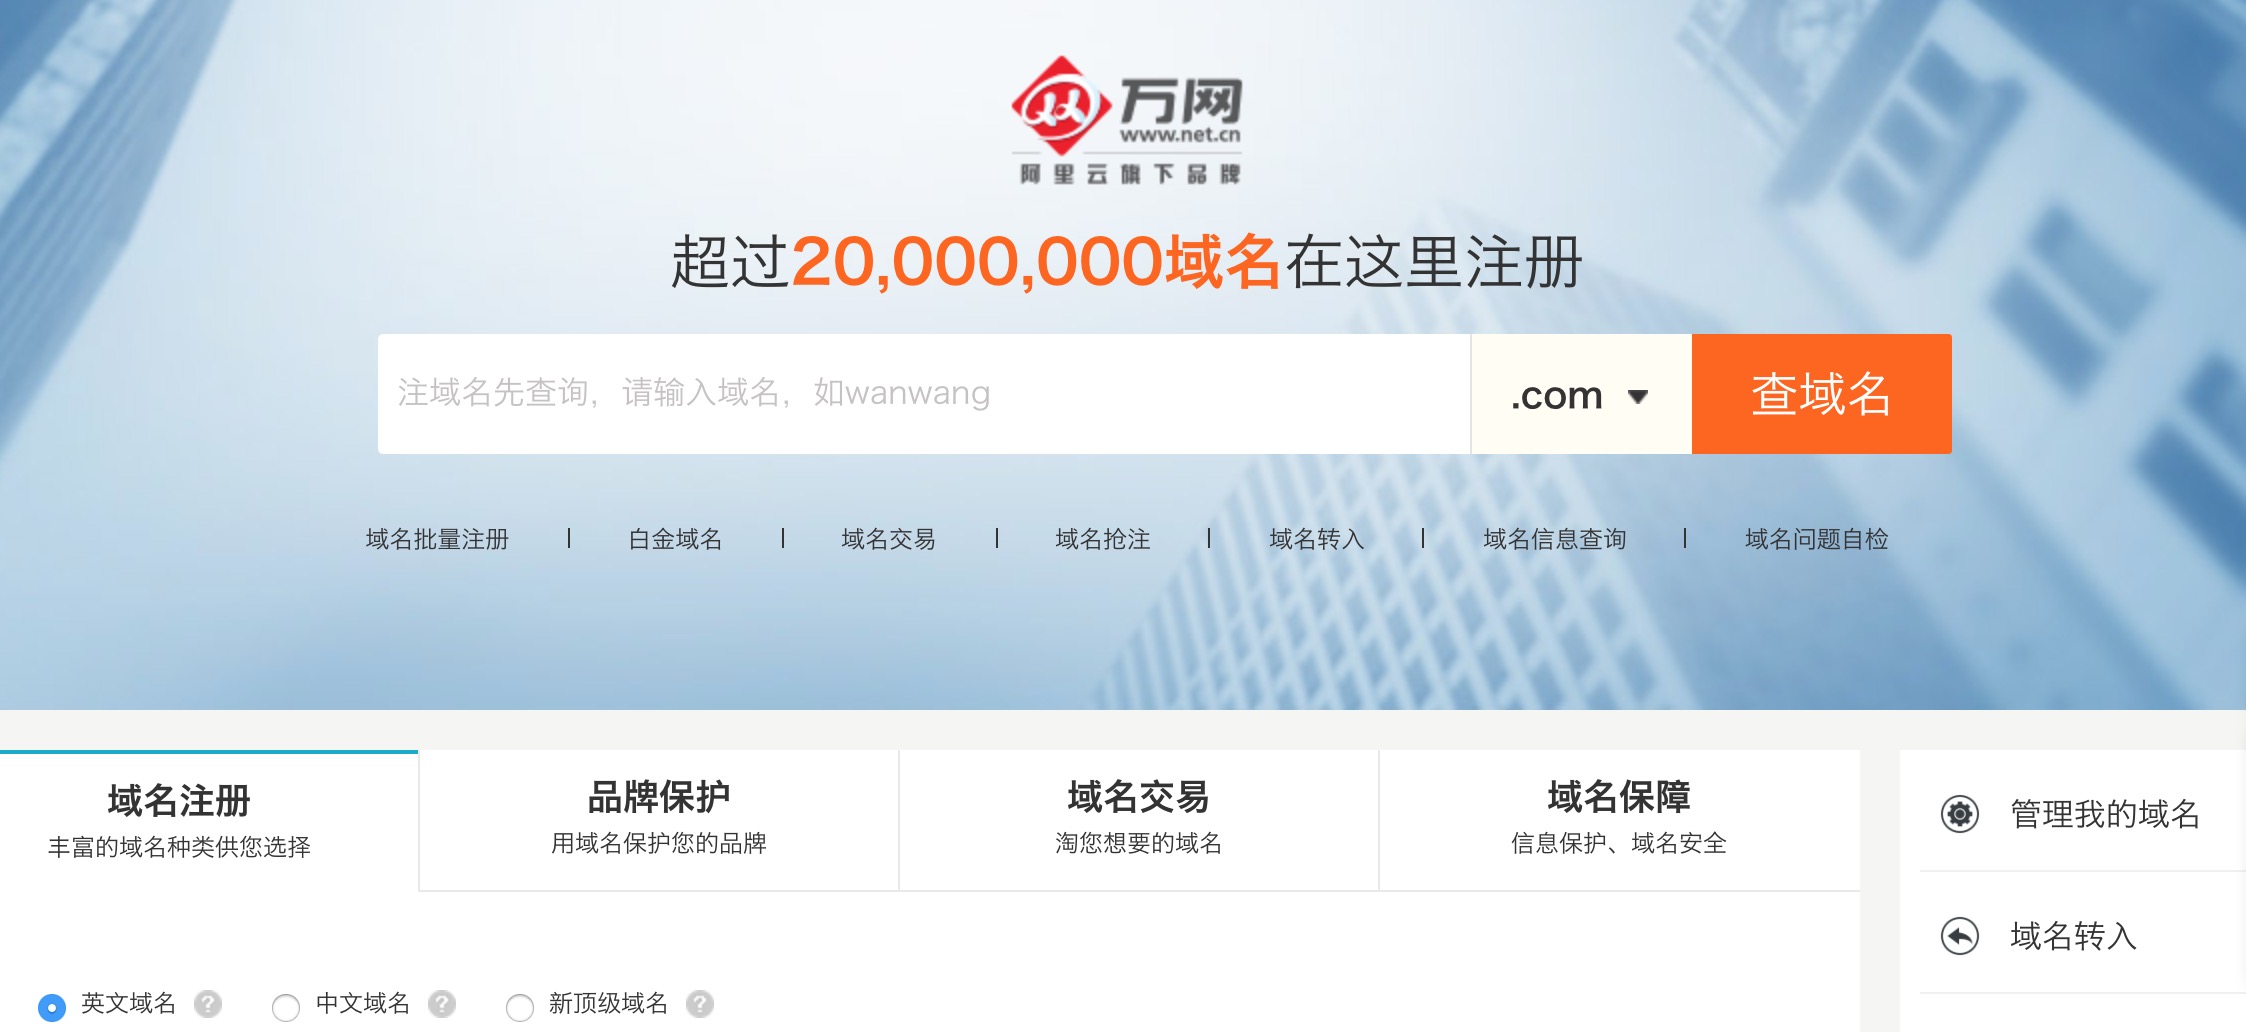 万网
www.net.cn
阿里云旗下品牌
超过20,000,000域名在这里注册
注域名先查询，请输入域名，如wanwang
.com
查域名
域名批量注册 | 白金域名 | 域名交易 | 域名抢注 | 域名转入 | 域名信息查询 | 域名问题自检
域名注册
丰富的域名种类供您选择
品牌保护
用域名保护您的品牌
域名交易
淘您想要的域名
域名保障
信息保护、域名安全
管理我的域名
域名转入
英文域名 ? 中文域名 ? 新顶级域名 ?